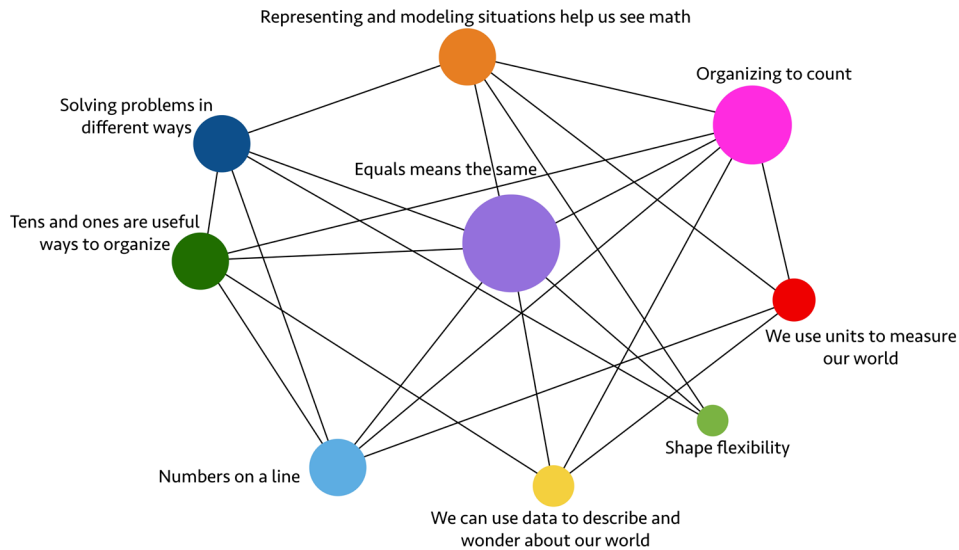 Representing and modeling situations help us see math
Organizing to count
Solving problems in
different ways
Equals means the same
Tens and ones are useful
ways to organize
We use units to measure
our world
Shape flexibility
Numbers on a line
We can use data to describe and
wonder about our world